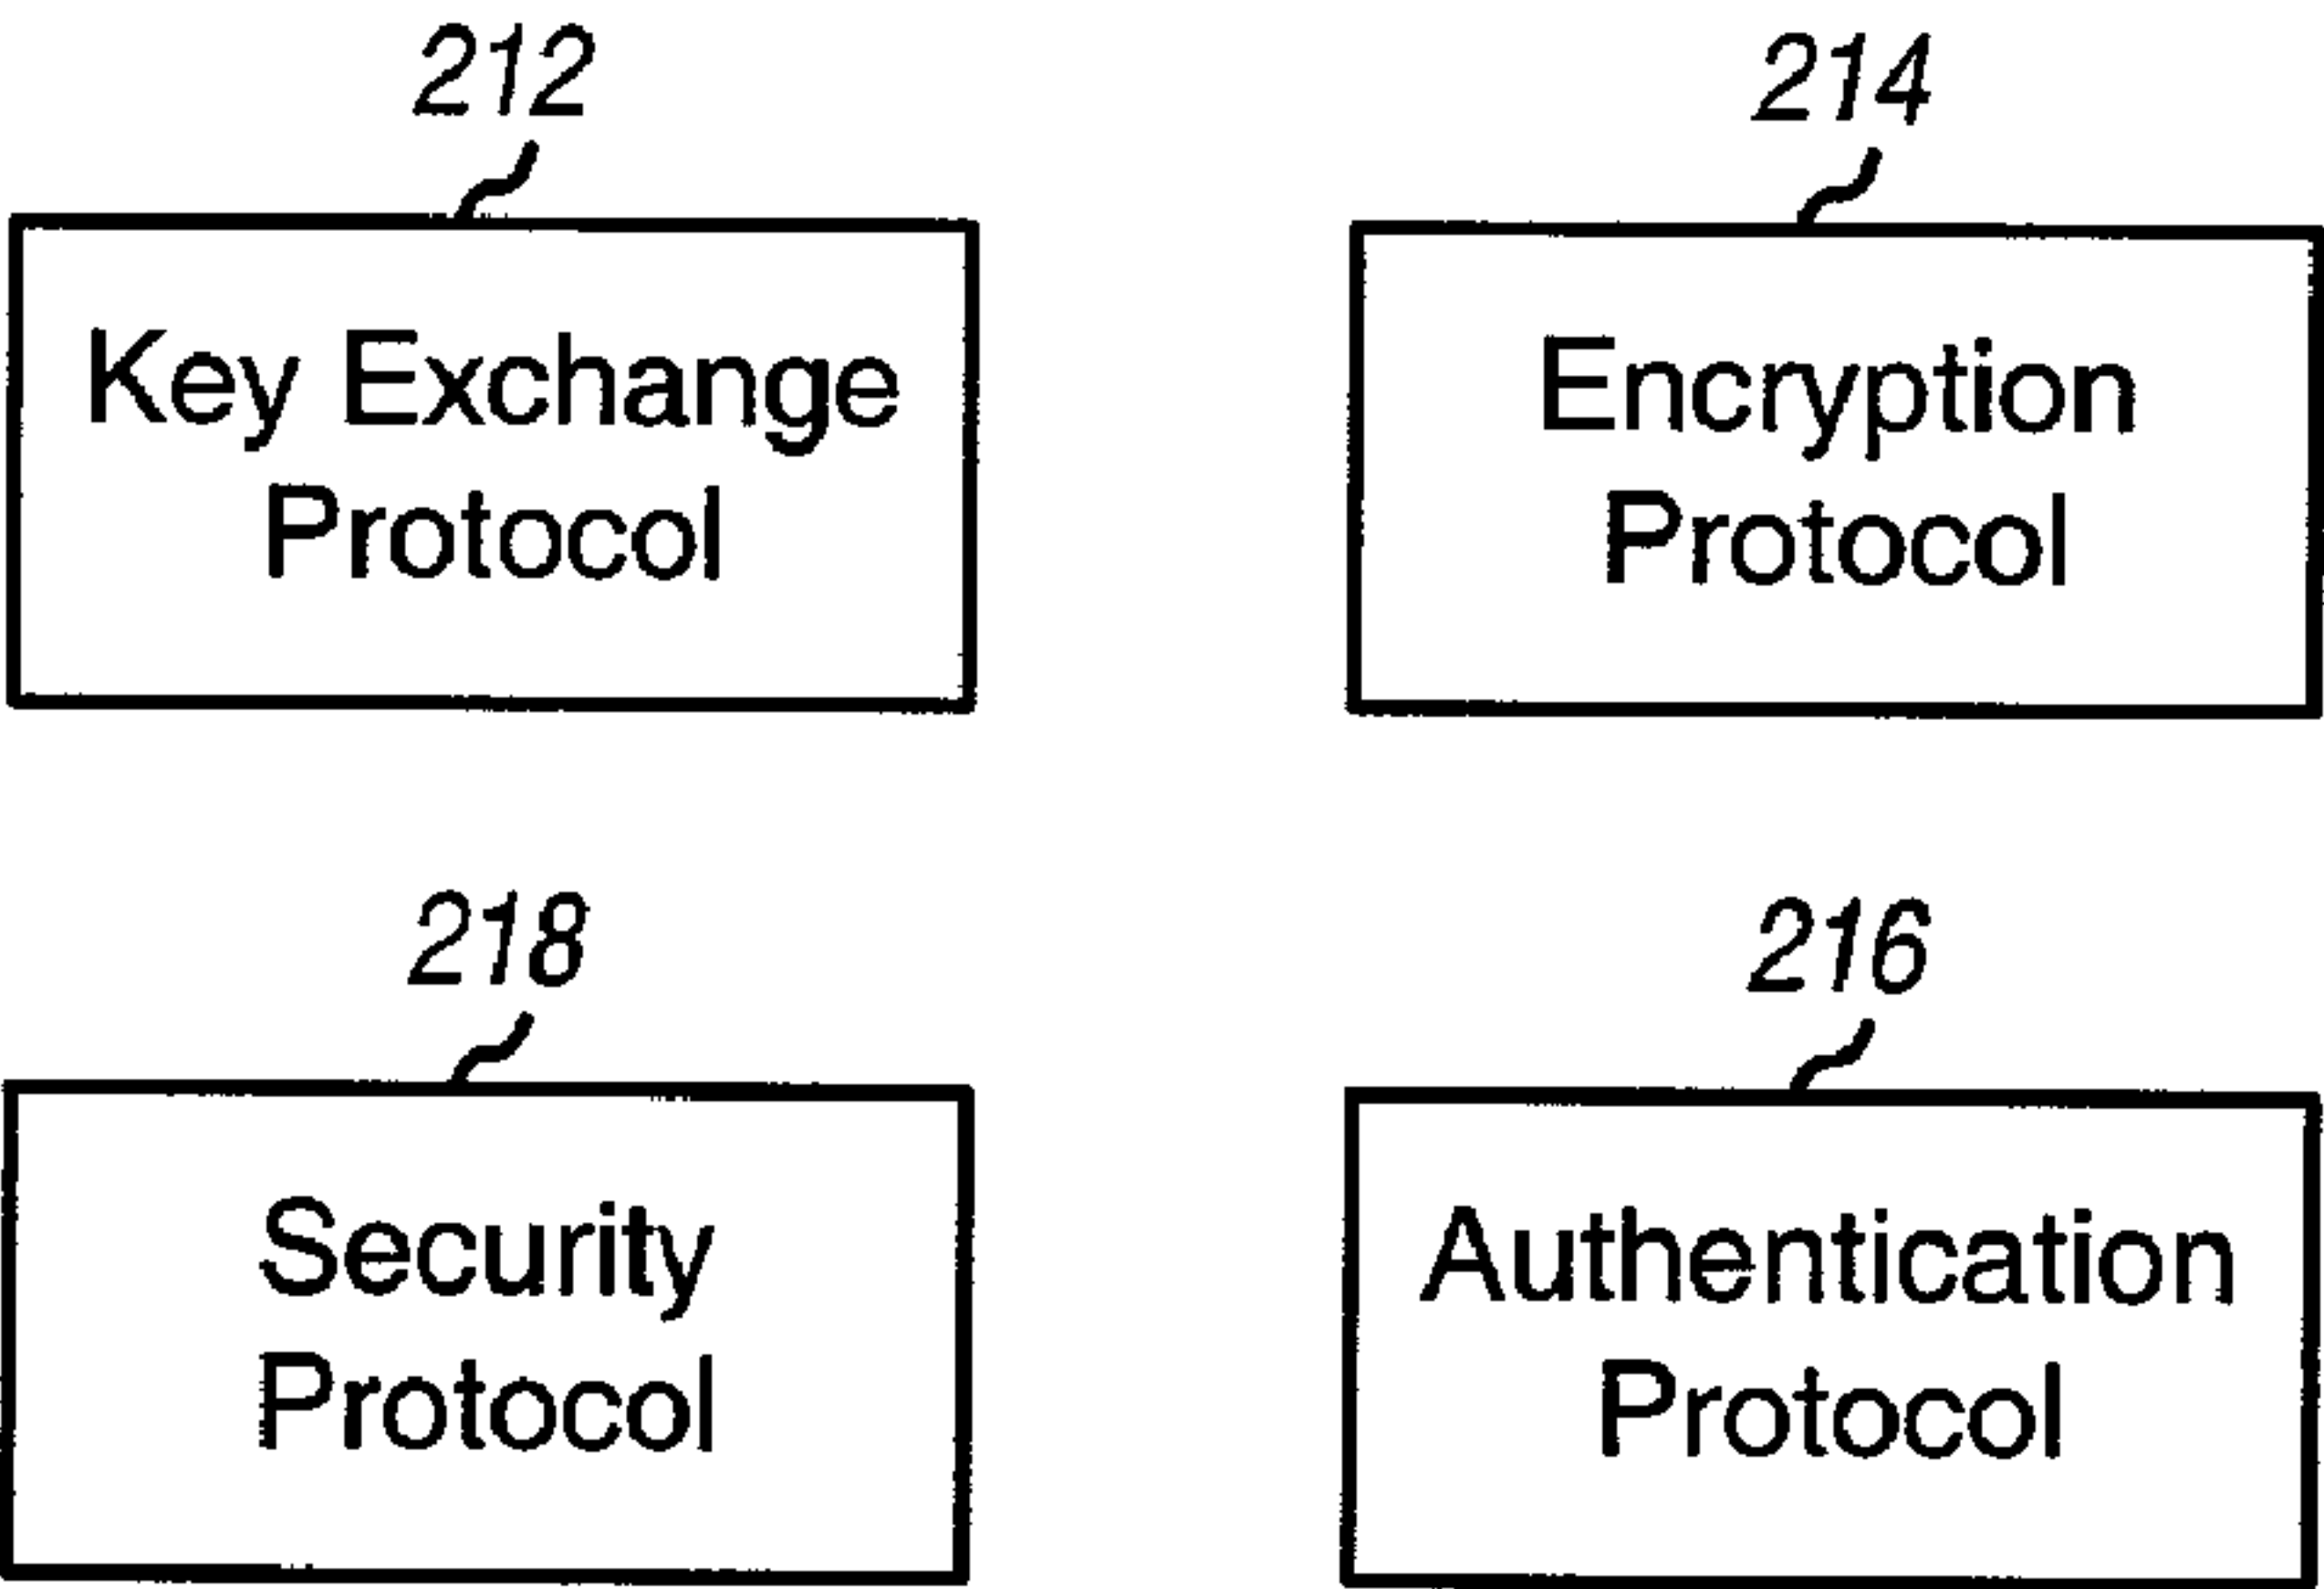 212
Key Exchange
Protocol
214
Encryption
Protocol
218
Security
Protocol
216
Authentication
Protocol